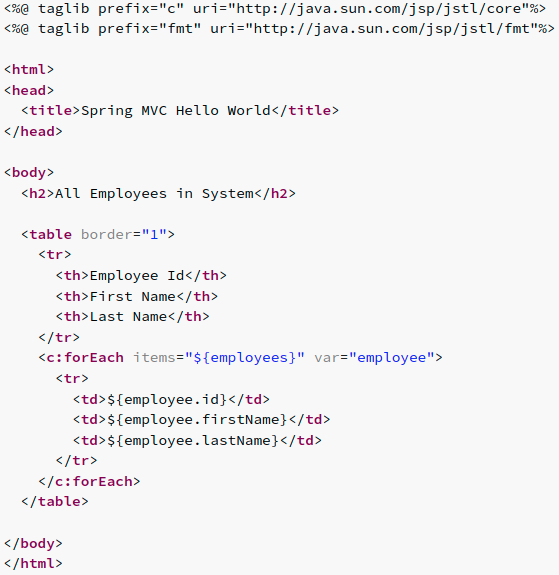 <%@ taglib prefix="c" uri="http://java.sun.com/jsp/jstl/core"%>
<%@ taglib prefix="fmt" uri="http://java.sun.com/jsp/jstl/fmt"%>

<html>
<head>
  <title>Spring MVC Hello World</title>
</head>

<body>
  <h2>All Employees in System</h2>

  <table border="1">
    <tr>
      <th>Employee Id</th>
      <th>First Name</th>
      <th>Last Name</th>
    </tr>
    <c:forEach items="${employees}" var="employee">
      <tr>
        <td>${employee.id}</td>
        <td>${employee.firstName}</td>
        <td>${employee.lastName}</td>
      </tr>
    </c:forEach>
  </table>

</body>
</html>